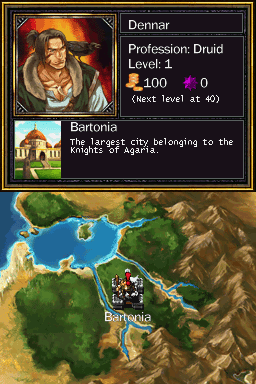 Dennar
Profession: Druid
Level: 1
100 0
(Next level at 40)
Bartonia
The largest city belonging to the
Knights of Agaria.
Bartonia